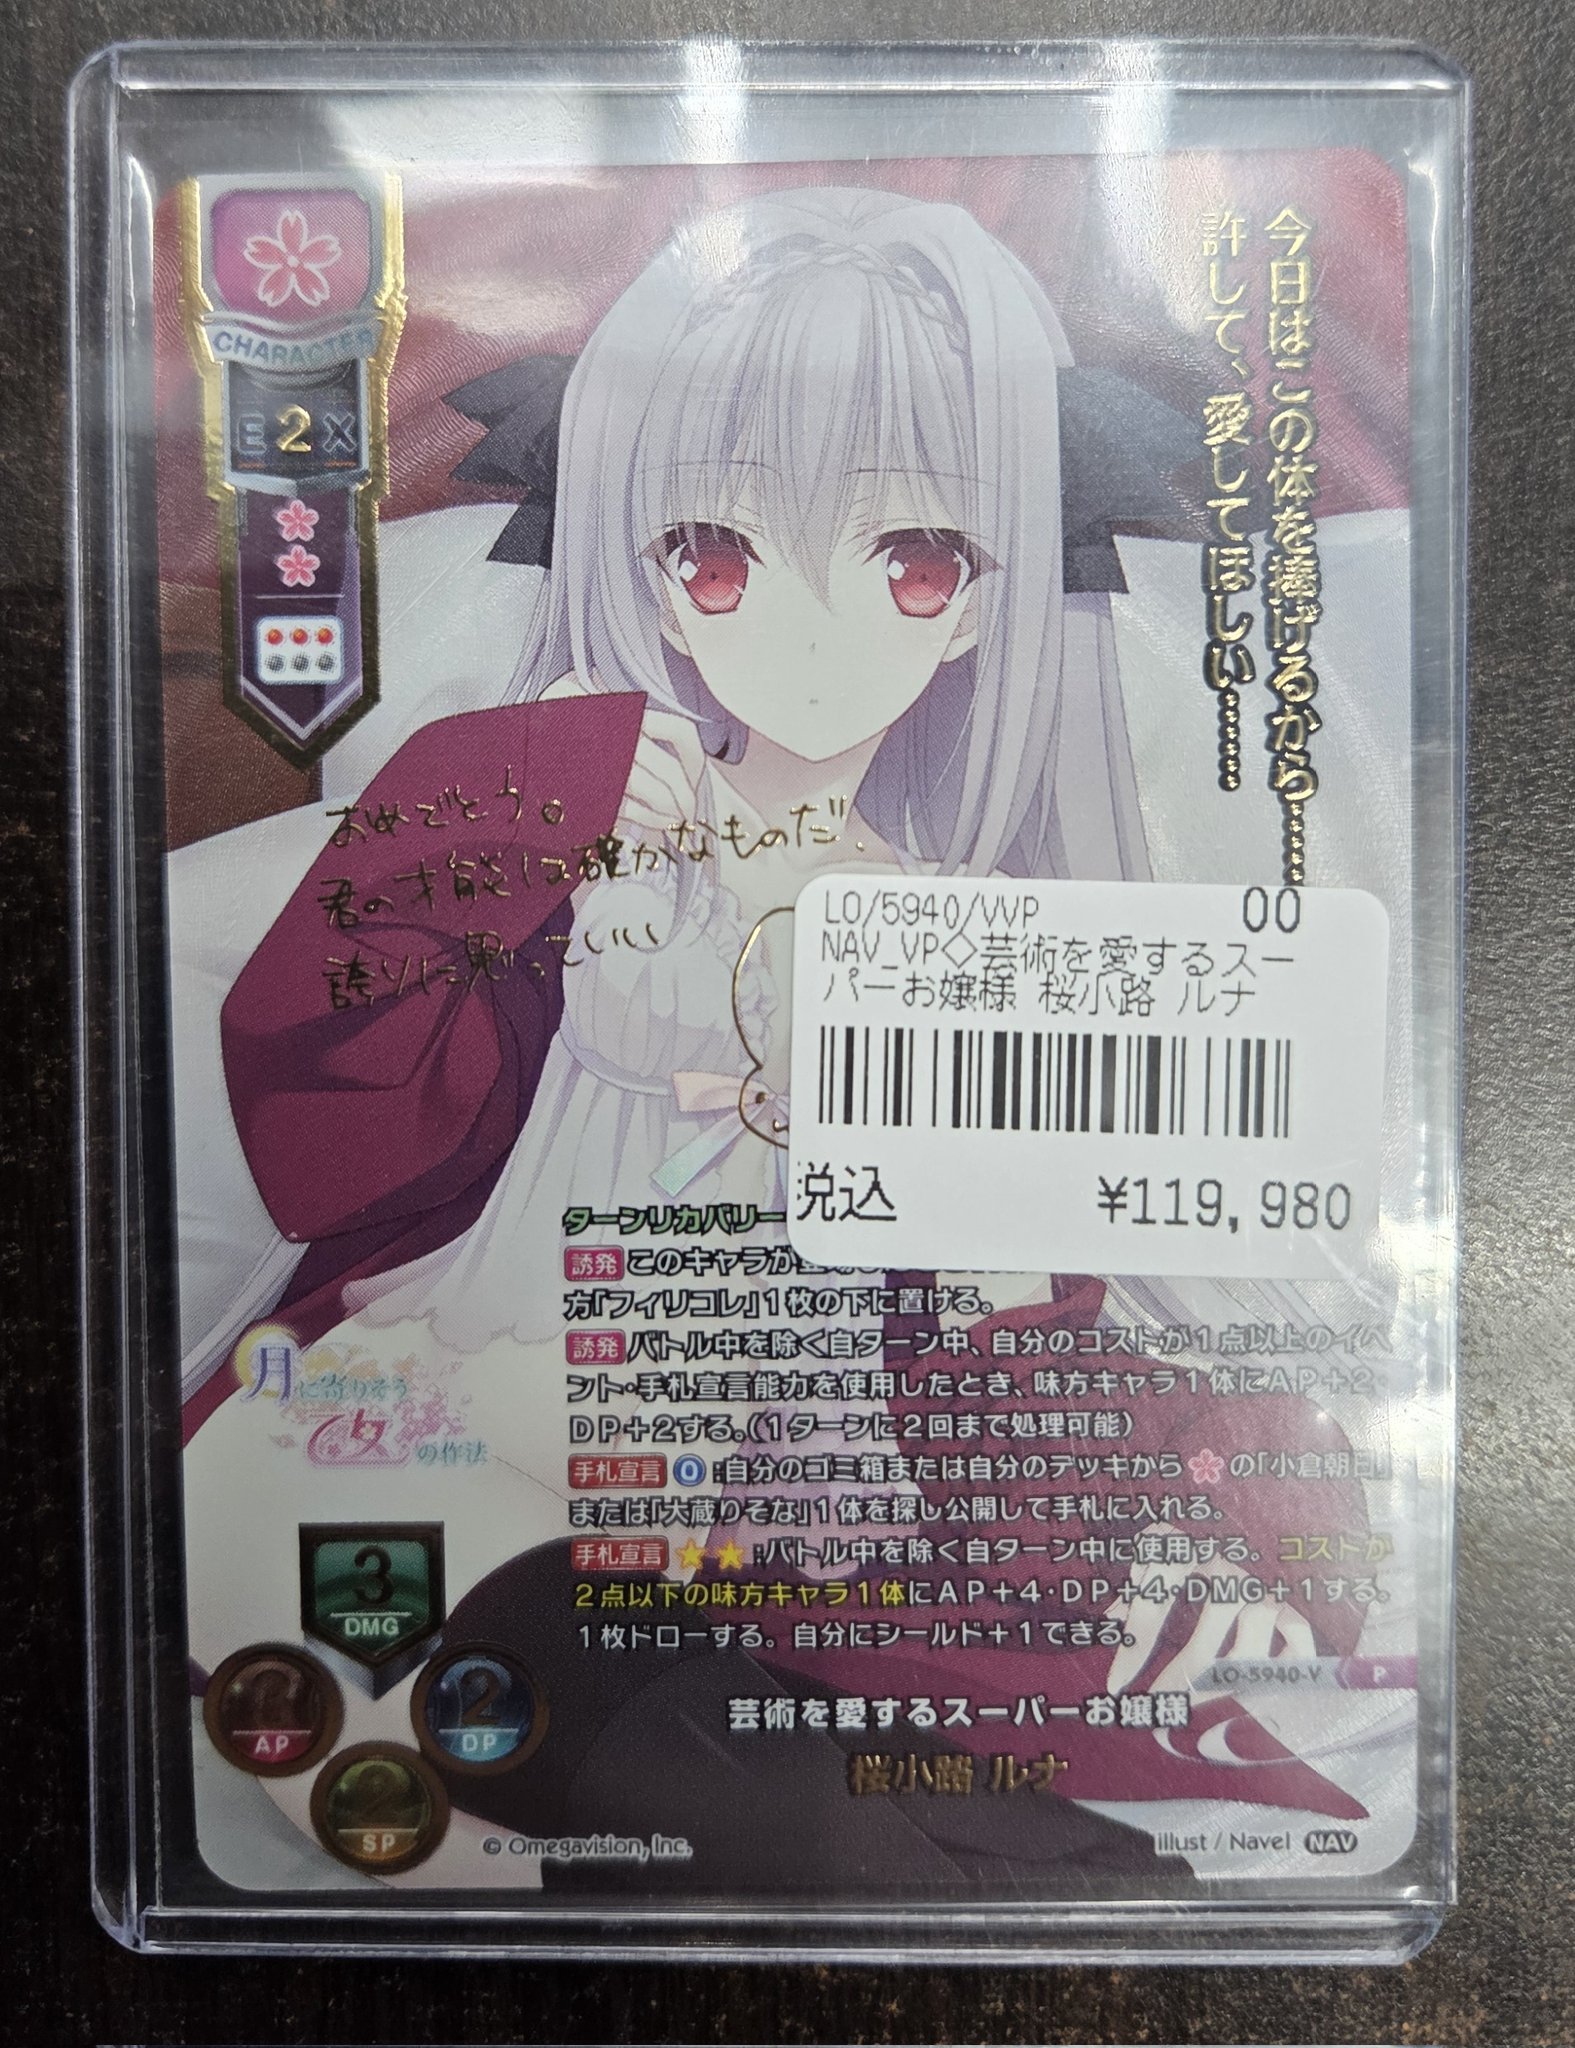 今日はこの体を捧げるから……
許して、愛してほしい……
CHARACTER
E 2 X
おめでとう。
君の才能は確かなものだ、
誇りに思っていい
LO/5940/VVP 00
NAV_VP◇芸術を愛するスー
パーお嬢様 桜小路 ルナ
税込 ¥119,980
ターンリカバリー
誘発 このキャラが
方「フィリコレ」1枚の下に置ける。
誘発 バトル中を除く自ターン中、自分のコストが1点以上のイベ
ント・手札宣言能力を使用したとき、味方キャラ1体にAP+2・
DP+2する。(1ターンに2回まで処理可能)
手札宣言 0:自分のゴミ箱または自分のデッキからの「小倉朝日」
または「大蔵りそな」1体を探し公開して手札に入れる。
手札宣言 ★★:バトル中を除く自ターン中に使用する。コストが
2点以下の味方キャラ1体にAP+4・DP+4・DMG+1する。
1枚ドローする。自分にシールド+1できる。
月に寄りそう
乙女の作法
3
DMG
2
AP
2
DP
2
SP
LO-5940-V P
芸術を愛するスーパーお嬢様
桜小路 ルナ
© Omegavision, Inc.
illust / Navel NAV